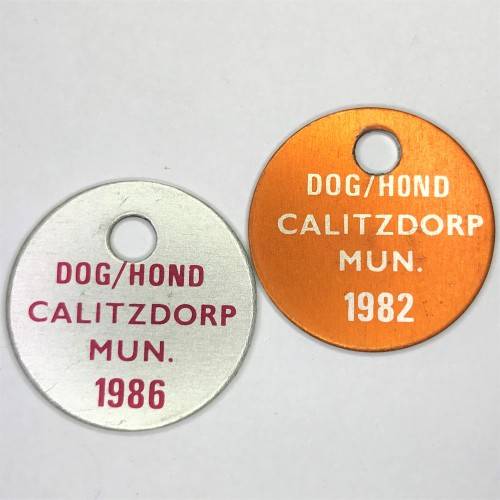 DOG/HOND
CALITZDORP
MUN.
1986
DOG/HOND
CALITZDORP
MUN.
1982